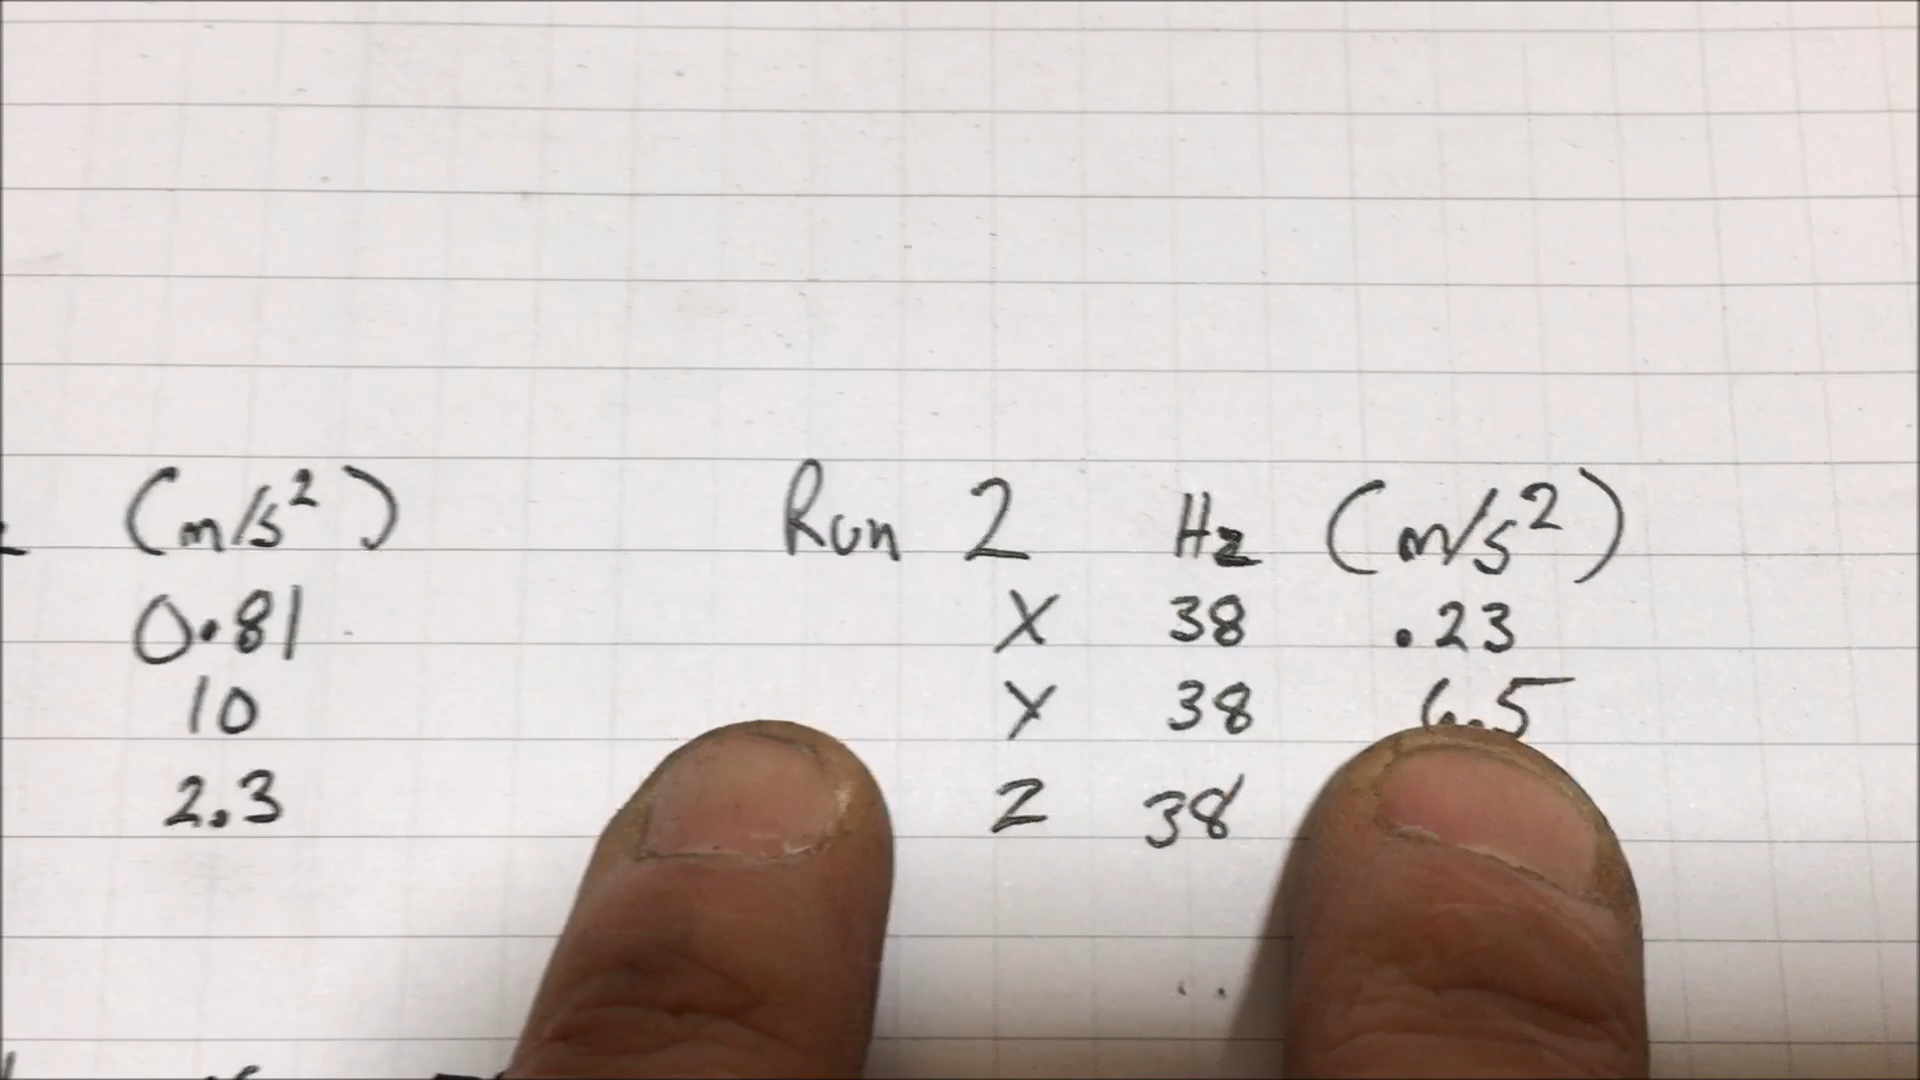 (m/s²) Run 2 Hz (m/s²)
0.81 X 38 .23
10 Y 38 6.5
2.3 Z 38